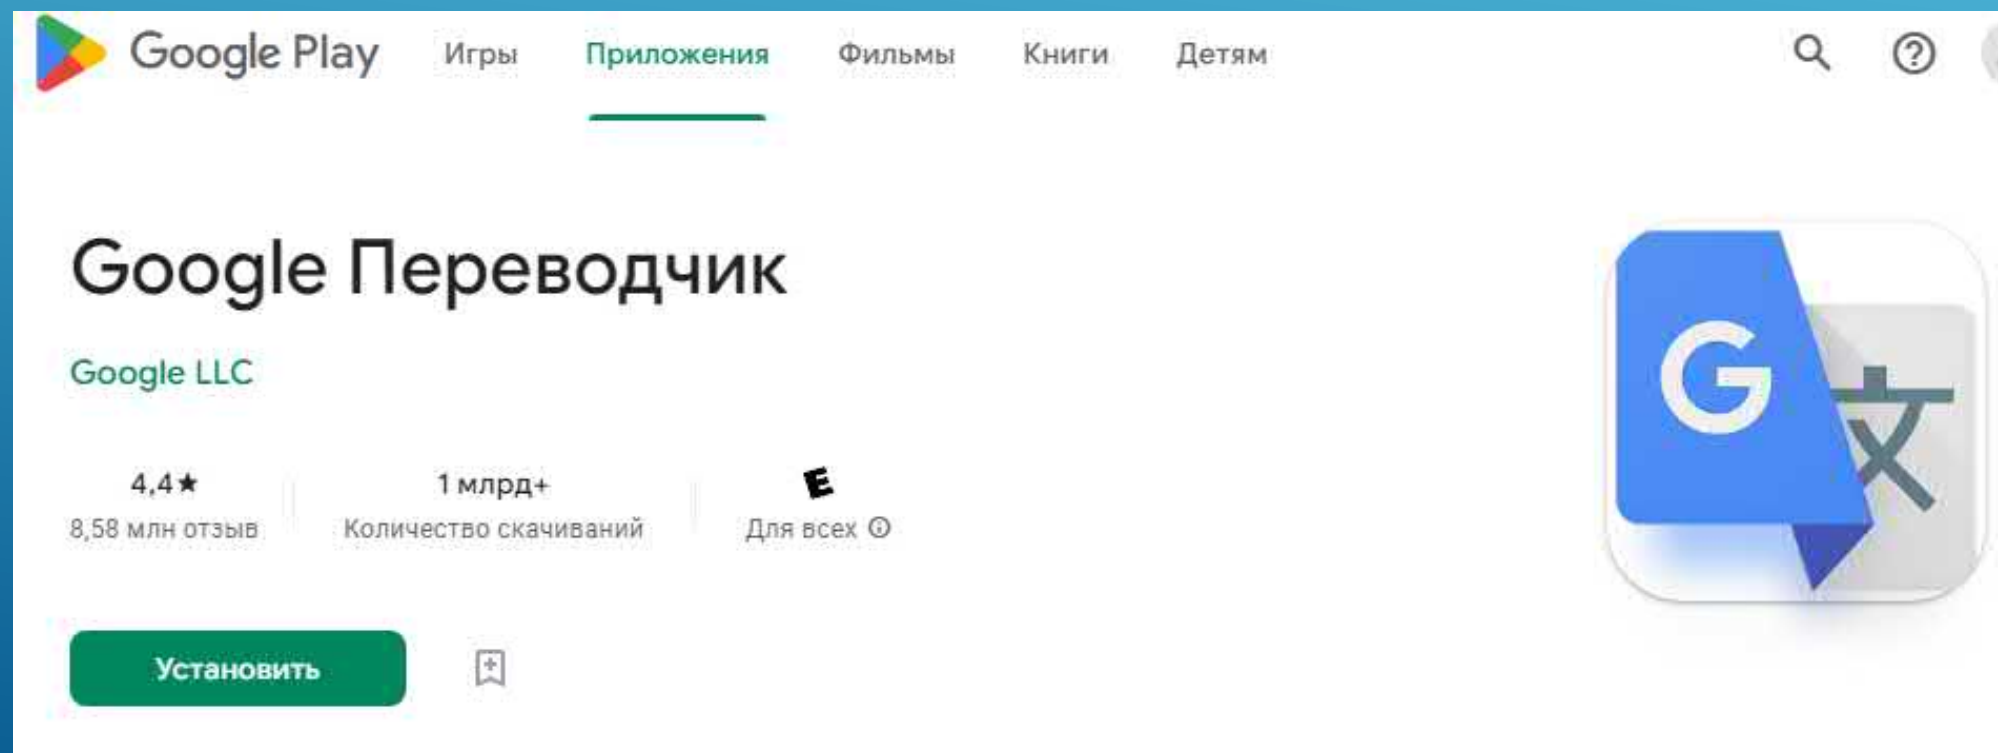 Google Play Игры Приложения Фильмы Книги Детям
Google Переводчик
Google LLC
4,4★ 1 млрд+ E
8,58 млн отзыв Количество скачиваний Для всех
Установить
G 文